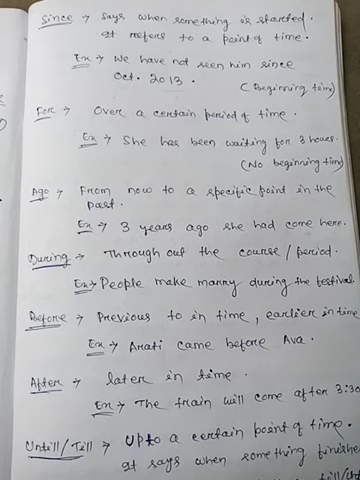 Since → Says when something is started.
It refers to a point of time.
Ex → We have not seen him since
Oct. 2013.
(Beginning time)
For → Over a certain period of time.
Ex → She has been waiting for 3 hours.
(No beginning time)
Ago → From now to a specific point in the
past.
Ex → 3 years ago she had come here.
During → Through out the course/period.
Ex → People make marry during the festival
Before → Previous to in time, earlier in time
Ex → Arati came before Ava.
After → later in time.
Ex → The train will come after 3:30
Untill/Till → Upto a certain point of time.
It says when something finishe